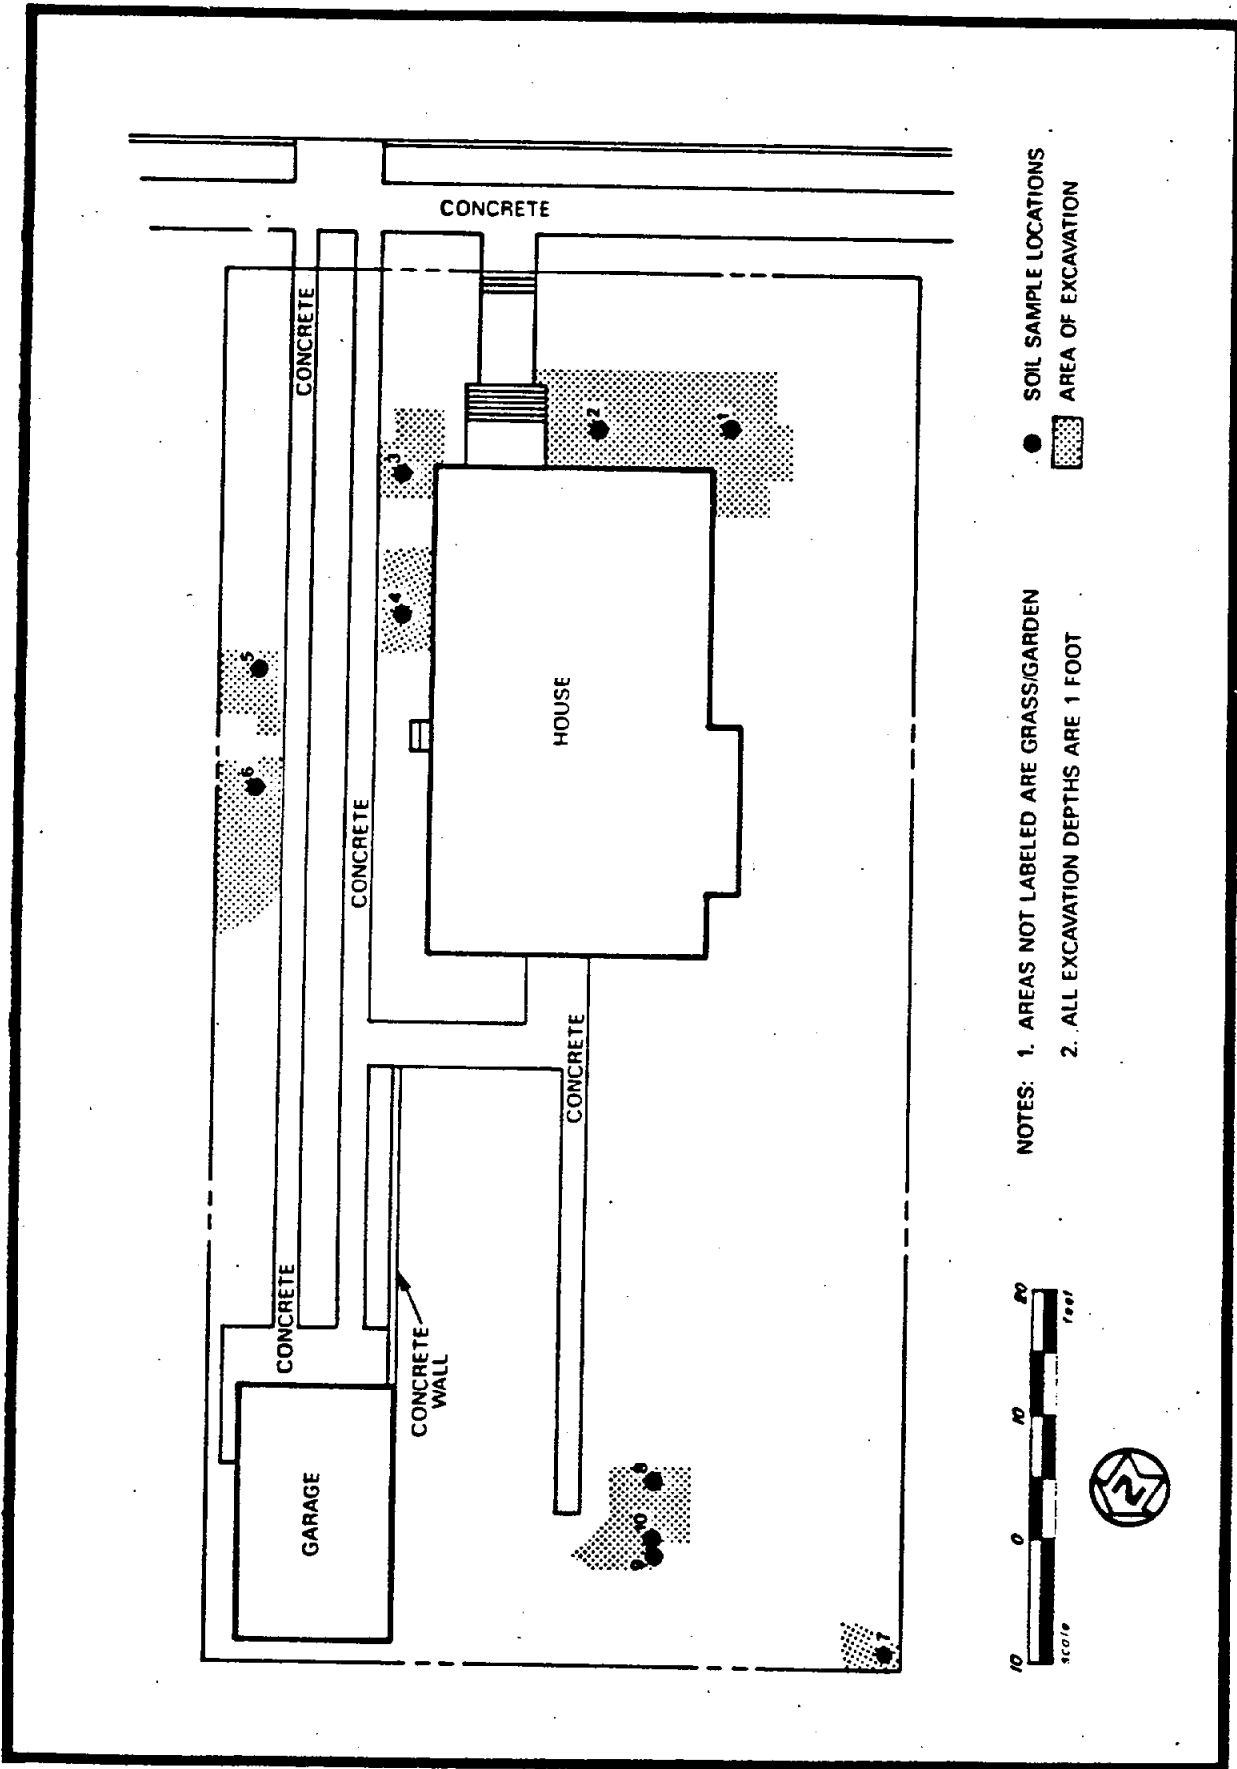 CONCRETE
CONCRETE
CONCRETE
CONCRETE
CONCRETE
CONCRETE
WALL
GARAGE
HOUSE
1
2
3
4
5
6
7
8
9
10
NOTES: 1. AREAS NOT LABELED ARE GRASS/GARDEN
2. ALL EXCAVATION DEPTHS ARE 1 FOOT
SOIL SAMPLE LOCATIONS
AREA OF EXCAVATION
10 0 10 20
scale feet
N